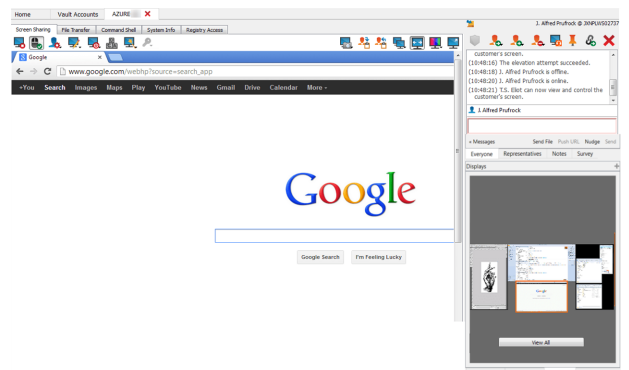 Home Vault Accounts AZURE
Screen Sharing File Transfer Command Shell System Info Registry Access
J. Alfred Prufrock @ JXNPLWS02737
Google
www.google.com/webhp?source=search_app
+You Search Images Maps Play YouTube News Gmail Drive Calendar More
Google
Google Search I'm Feeling Lucky
customer's screen.
(10:48:16) The elevation attempt succeeded.
(10:48:18) J. Alfred Prufrock is offline.
(10:48:20) J. Alfred Prufrock is online.
(10:48:21) T.S. Eliot can now view and control the
customer's screen.
J. Alfred Prufrock
« Messages Send File Push URL Nudge Send
Everyone Representatives Notes Survey
Displays
View All